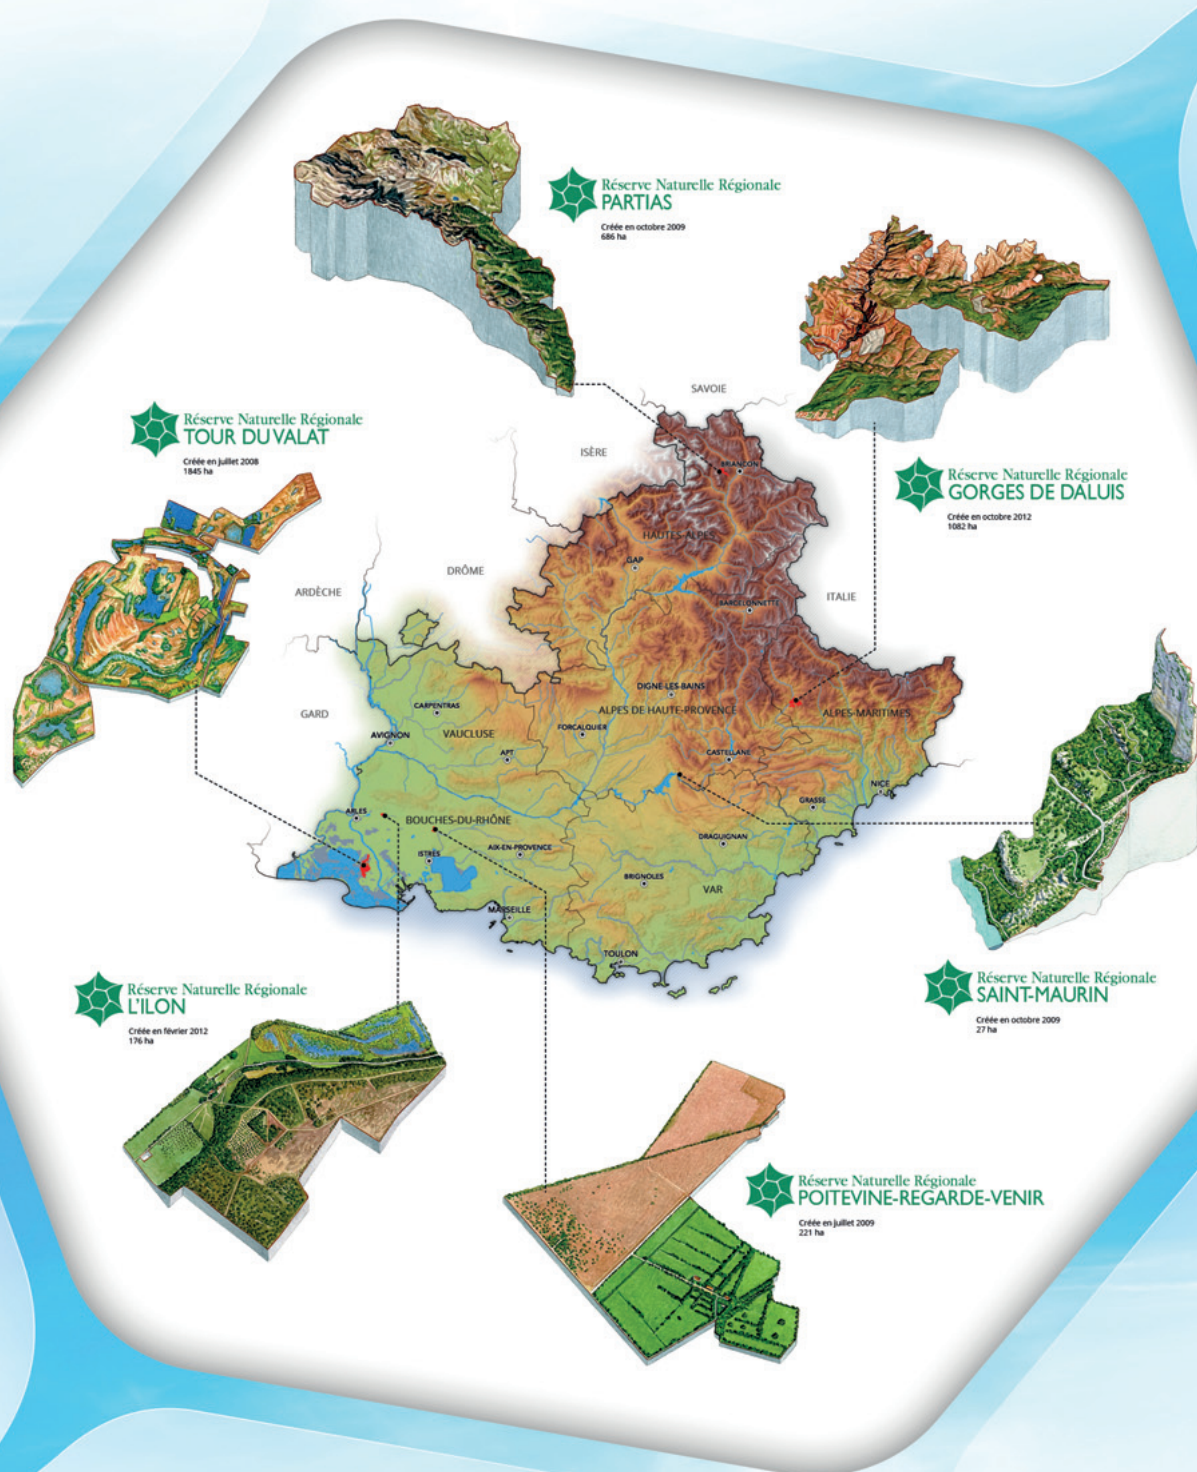 Réserve Naturelle Régionale
PARTIAS
Créée en octobre 2009
686 ha
Réserve Naturelle Régionale
TOUR DU VALAT
Créée en juillet 2008
1845 ha
Réserve Naturelle Régionale
GORGES DE DALUIS
Créée en octobre 2012
1082 ha
SAVOIE
ISÈRE
BRIANÇON
HAUTES-ALPES
GAP
DRÔME
ARDÈCHE
BARCELONNETTE
ITALIE
DIGNE-LES-BAINS
ALPES DE HAUTE-PROVENCE
ALPES-MARITIMES
GARD
CARPENTRAS
VAUCLUSE
FORCALQUIER
AVIGNON
APT
CASTELLANE
NICE
GRASSE
ARLES
BOUCHES-DU-RHÔNE
DRAGUIGNAN
ISTRES
AIX-EN-PROVENCE
BRIGNOLES
VAR
MARSEILLE
TOULON
Réserve Naturelle Régionale
SAINT-MAURIN
Créée en octobre 2009
27 ha
Réserve Naturelle Régionale
L'ILON
Créée en février 2012
176 ha
Réserve Naturelle Régionale
POITEVINE-REGARDE-VENIR
Créée en juillet 2009
221 ha